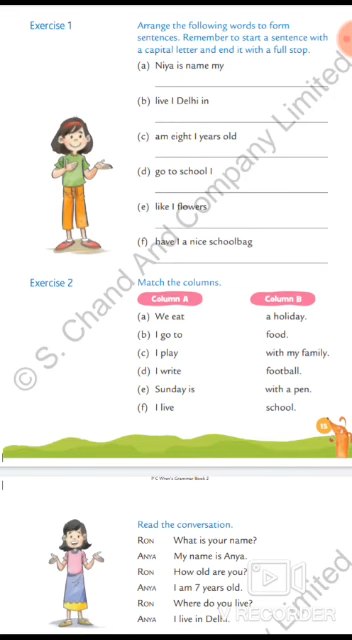 Exercise 1
Arrange the following words to form
sentences. Remember to start a sentence with
a capital letter and end it with a full stop.
(a) Niya is name my
(b) live I Delhi in
(c) am eight I years old
(d) go to school I
(e) like I flowers
(f) have I a nice schoolbag
Exercise 2
Match the columns.
Column A Column B
(a) We eat a holiday.
(b) I go to food.
(c) I play with my family.
(d) I write football.
(e) Sunday is with a pen.
(f) I live school.
15
© S. Chand And Company Limited
P C Wren's Grammar Book 2
Read the conversation.
RON What is your name?
ANYA My name is Anya.
RON How old are you?
ANYA I am 7 years old.
RON Where do you live?
ANYA I live in Delhi.
RECORDER
Limited